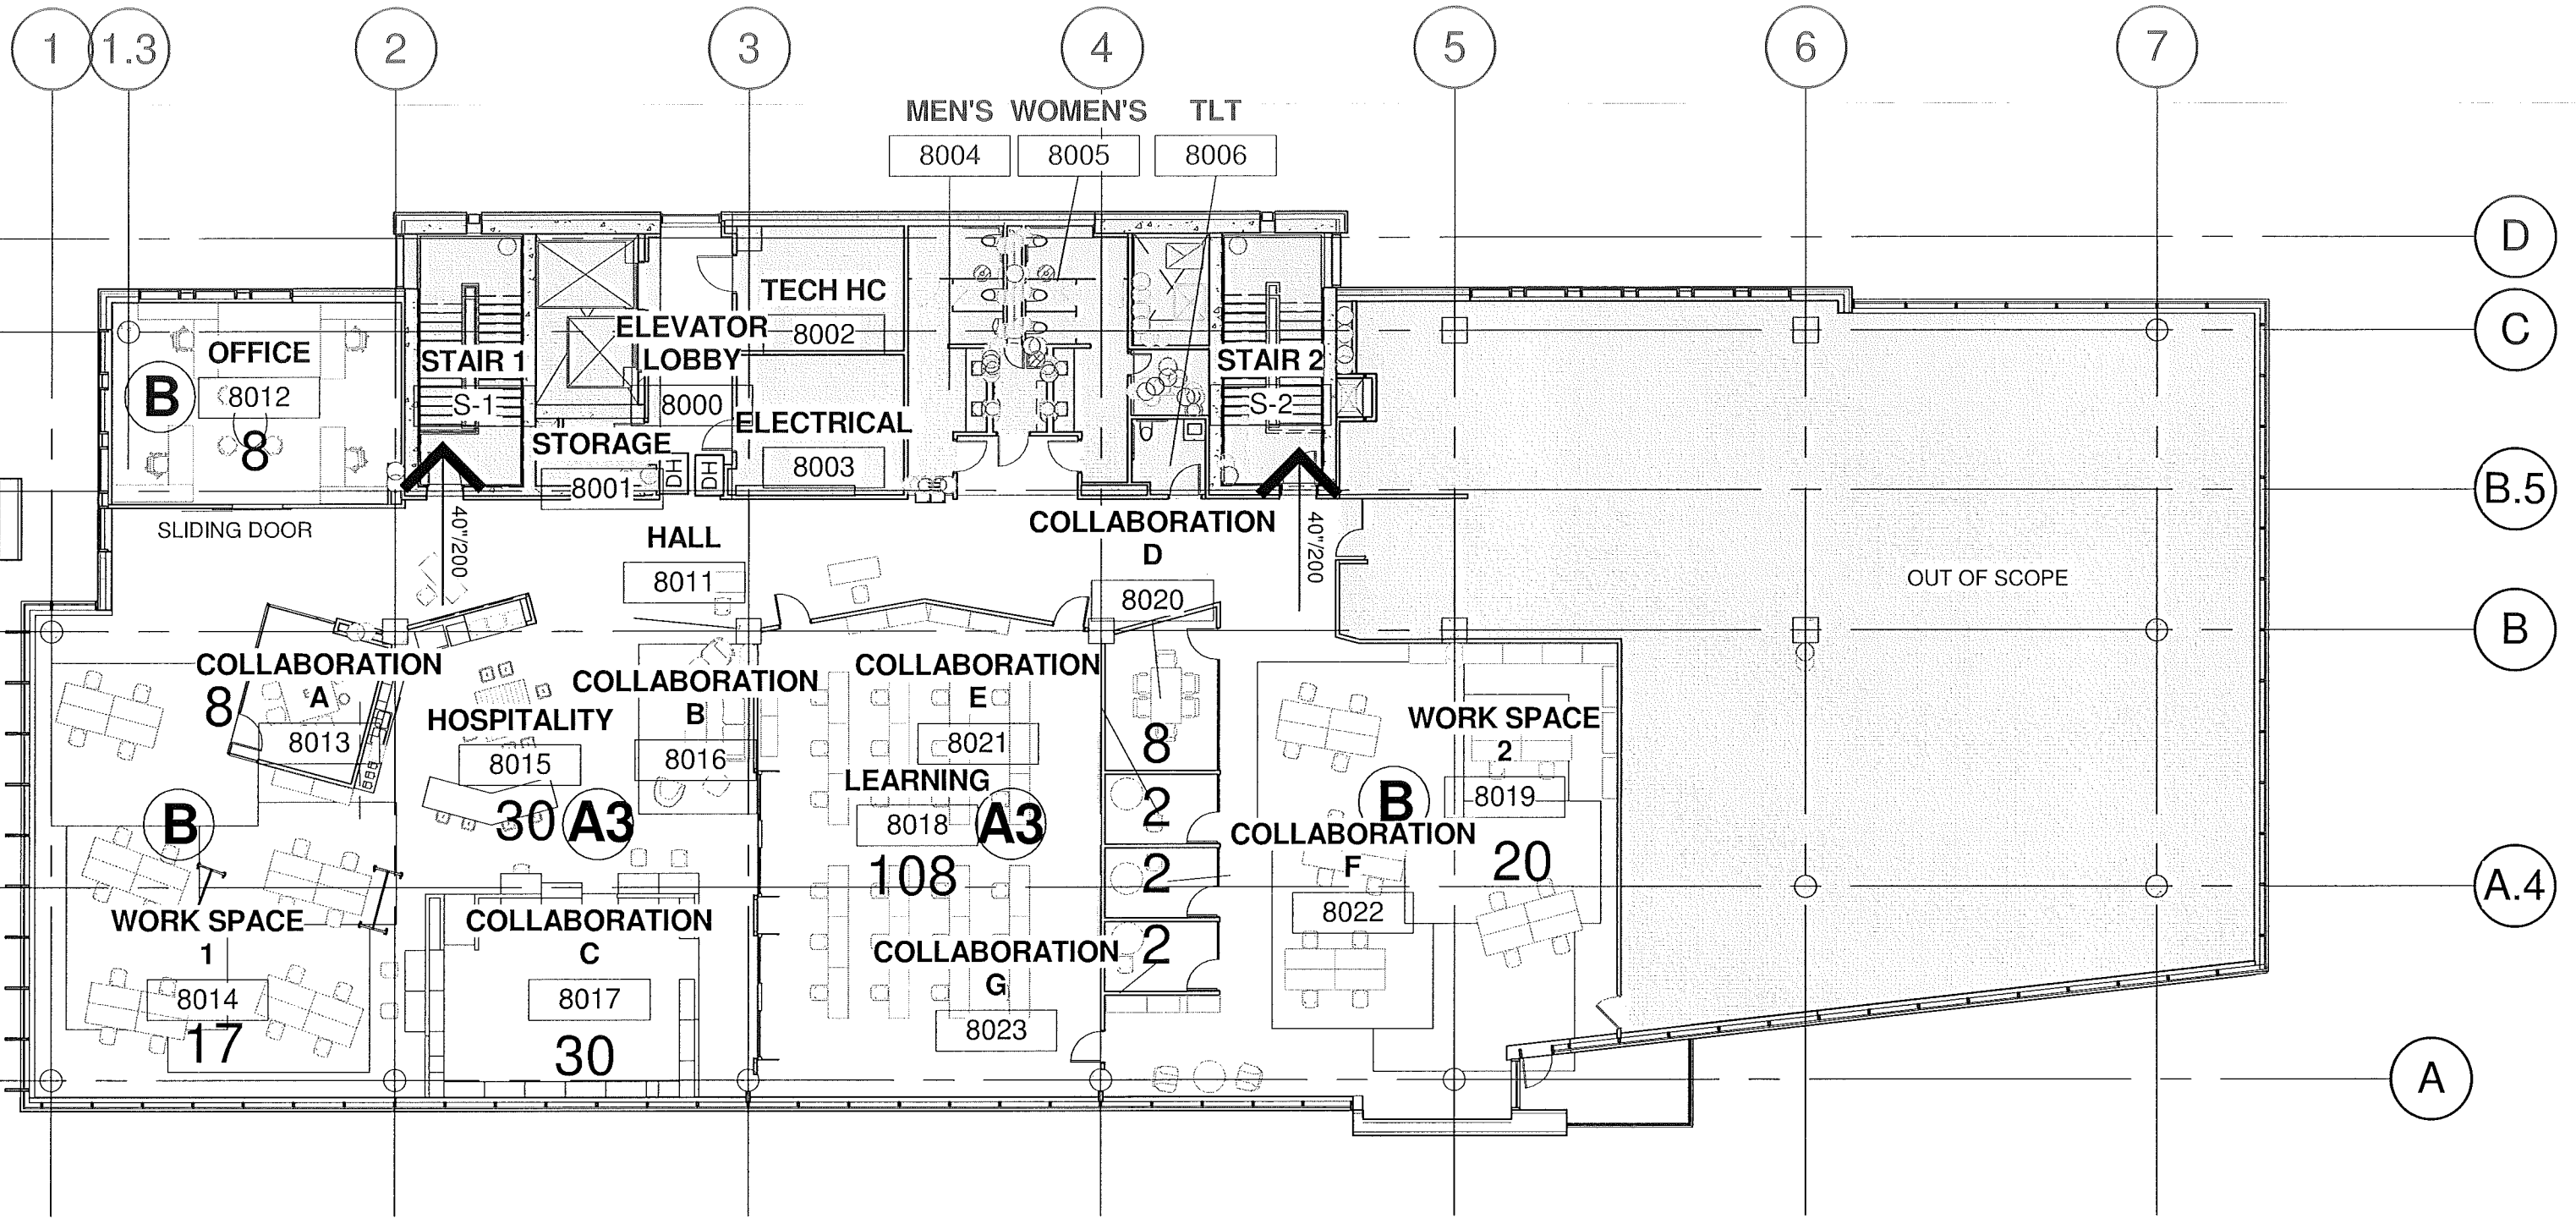 1
1.3
2
3
4
5
6
7
MEN'S
8004
WOMEN'S
8005
TLT
8006
D
C
B.5
B
A.4
A
OFFICE
8012
B
8
SLIDING DOOR
STAIR 1
S-1
40"/200
ELEVATOR
LOBBY
8000
STORAGE
8001
HD
HD
TECH HC
8002
ELECTRICAL
8003
STAIR 2
S-2
40"/200
HALL
8011
COLLABORATION
D
8020
8
OUT OF SCOPE
COLLABORATION
A
8013
8
B
WORK SPACE
1
8014
17
HOSPITALITY
8015
30
A3
COLLABORATION
B
8016
COLLABORATION
C
8017
30
COLLABORATION
E
8021
LEARNING
8018
A3
108
COLLABORATION
G
8023
2
2
2
WORK SPACE
2
8019
B
20
COLLABORATION
F
8022